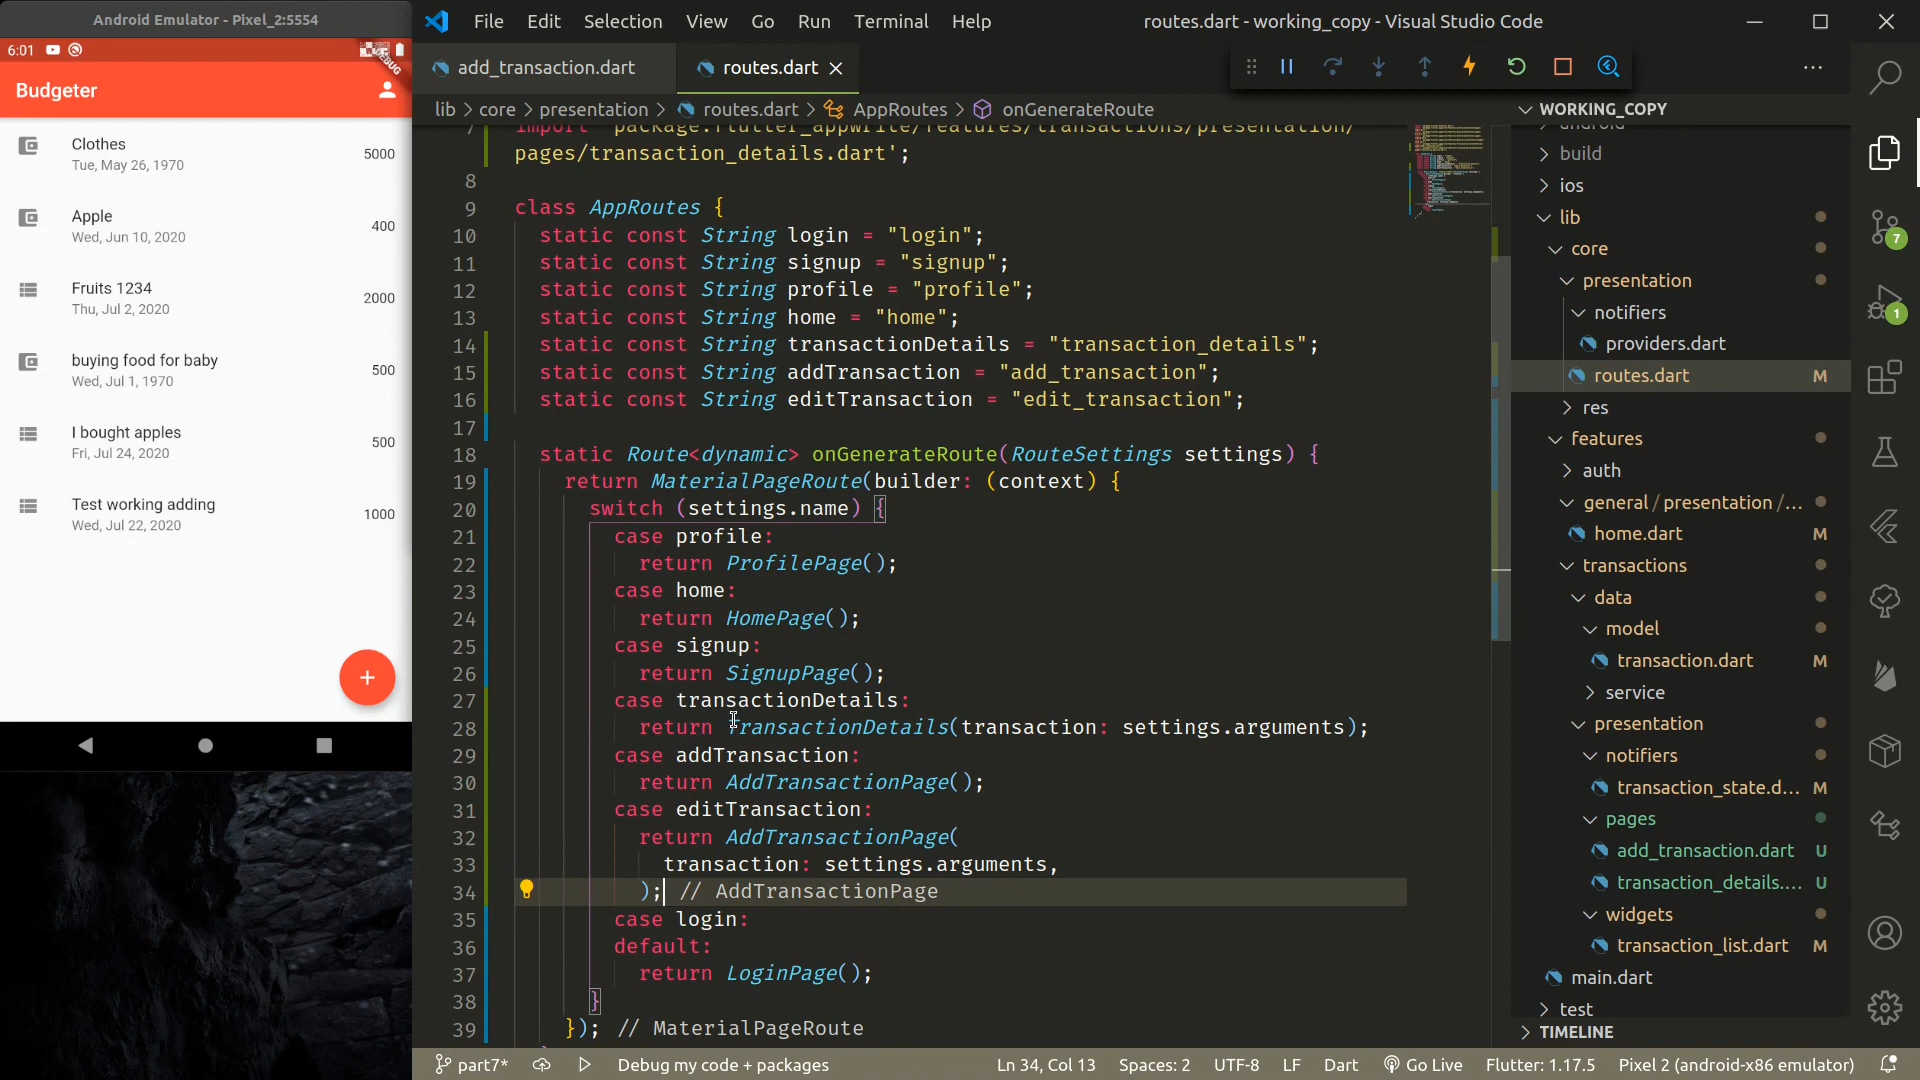 Android Emulator - Pixel_2:5554
6:01
DEBUG
Budgeter
Clothes
Tue, May 26, 1970
5000
Apple
Wed, Jun 10, 2020
400
Fruits 1234
Thu, Jul 2, 2020
2000
buying food for baby
Wed, Jul 1, 1970
500
I bought apples
Fri, Jul 24, 2020
500
Test working adding
Wed, Jul 22, 2020
1000
File Edit Selection View Go Run Terminal Help
routes.dart - working_copy - Visual Studio Code
add_transaction.dart
routes.dart
lib > core > presentation > routes.dart > AppRoutes > onGenerateRoute
7 import 'package:flutter_appwrite/features/transactions/presentation/
pages/transaction_details.dart';
8
9 class AppRoutes {
10 static const String login = "login";
11 static const String signup = "signup";
12 static const String profile = "profile";
13 static const String home = "home";
14 static const String transactionDetails = "transaction_details";
15 static const String addTransaction = "add_transaction";
16 static const String editTransaction = "edit_transaction";
17
18 static Route<dynamic> onGenerateRoute(RouteSettings settings) {
19 return MaterialPageRoute(builder: (context) {
20 switch (settings.name) {
21 case profile:
22 return ProfilePage();
23 case home:
24 return HomePage();
25 case signup:
26 return SignupPage();
27 case transactionDetails:
28 return TransactionDetails(transaction: settings.arguments);
29 case addTransaction:
30 return AddTransactionPage();
31 case editTransaction:
32 return AddTransactionPage(
33 transaction: settings.arguments,
34 ); // AddTransactionPage
35 case login:
36 default:
37 return LoginPage();
38 }
39 }); // MaterialPageRoute
WORKING_COPY
android
build
ios
lib
core
presentation
notifiers
providers.dart
routes.dart M
res
features
auth
general / presentation / ...
home.dart M
transactions
data
model
transaction.dart M
service
presentation
notifiers
transaction_state.d... M
pages
add_transaction.dart U
transaction_details.... U
widgets
transaction_list.dart M
main.dart
test
TIMELINE
7
1
part7*
Debug my code + packages
Ln 34, Col 13
Spaces: 2
UTF-8
LF
Dart
Go Live
Flutter: 1.17.5
Pixel 2 (android-x86 emulator)